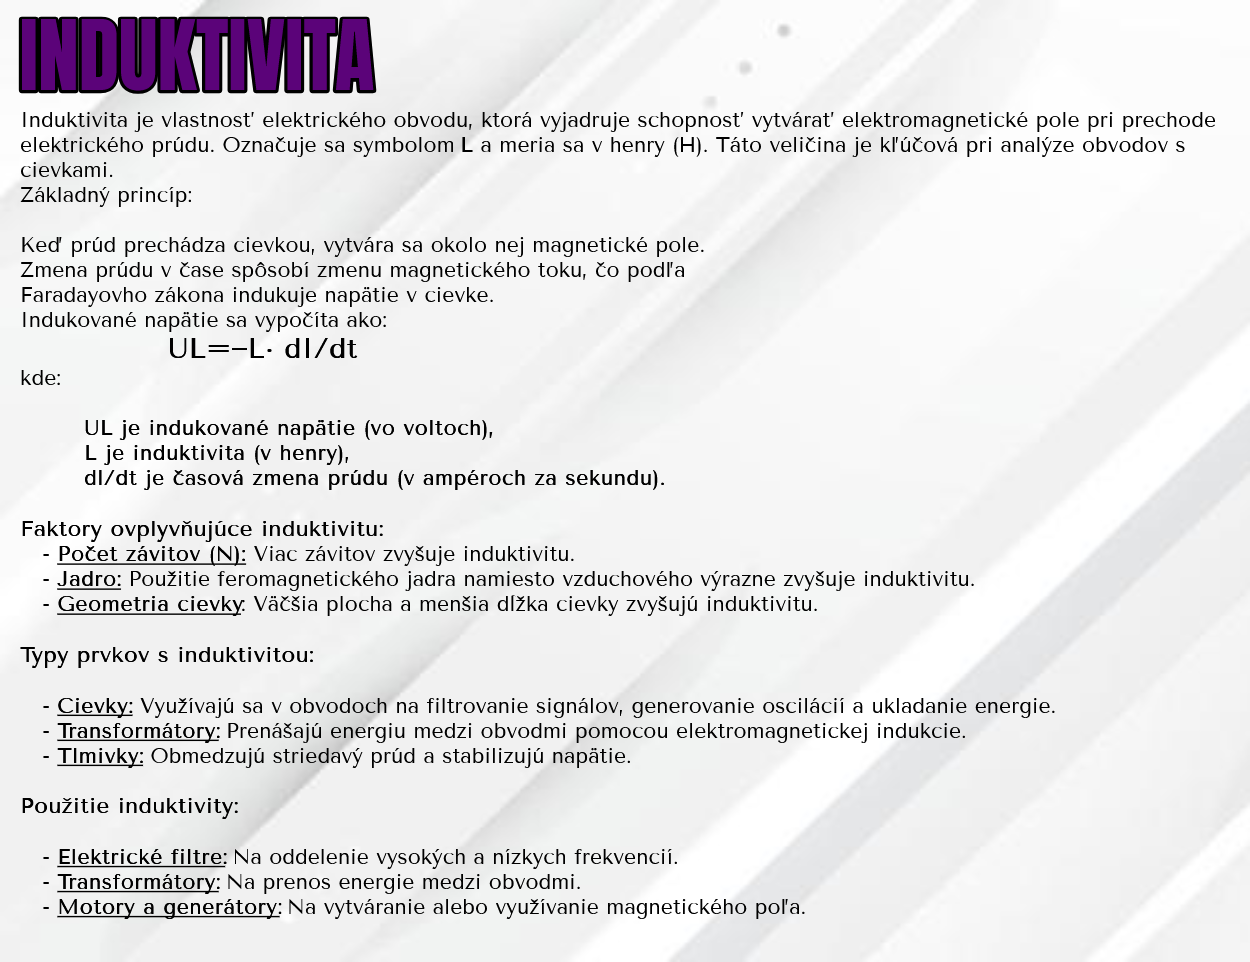 INDUKTIVITA
Induktivita je vlastnosť elektrického obvodu, ktorá vyjadruje schopnosť vytvárať elektromagnetické pole pri prechode
elektrického prúdu. Označuje sa symbolom L a meria sa v henry (H). Táto veličina je kľúčová pri analýze obvodov s
cievkami.
Základný princíp:
Keď prúd prechádza cievkou, vytvára sa okolo nej magnetické pole.
Zmena prúdu v čase spôsobí zmenu magnetického toku, čo podľa
Faradayovho zákona indukuje napätie v cievke.
Indukované napätie sa vypočíta ako:
UL=−L⋅ dI/dt
kde:
UL je indukované napätie (vo voltoch),
L je induktivita (v henry),
dI/dt je časová zmena prúdu (v ampéroch za sekundu).
Faktory ovplyvňujúce induktivitu:
- Počet závitov (N): Viac závitov zvyšuje induktivitu.
- Jadro: Použitie feromagnetického jadra namiesto vzduchového výrazne zvyšuje induktivitu.
- Geometria cievky: Väčšia plocha a menšia dĺžka cievky zvyšujú induktivitu.
Typy prvkov s induktivitou:
- Cievky: Využívajú sa v obvodoch na filtrovanie signálov, generovanie oscilácií a ukladanie energie.
- Transformátory: Prenášajú energiu medzi obvodmi pomocou elektromagnetickej indukcie.
- Tlmivky: Obmedzujú striedavý prúd a stabilizujú napätie.
Použitie induktivity:
- Elektrické filtre: Na oddelenie vysokých a nízkych frekvencií.
- Transformátory: Na prenos energie medzi obvodmi.
- Motory a generátory: Na vytváranie alebo využívanie magnetického poľa.